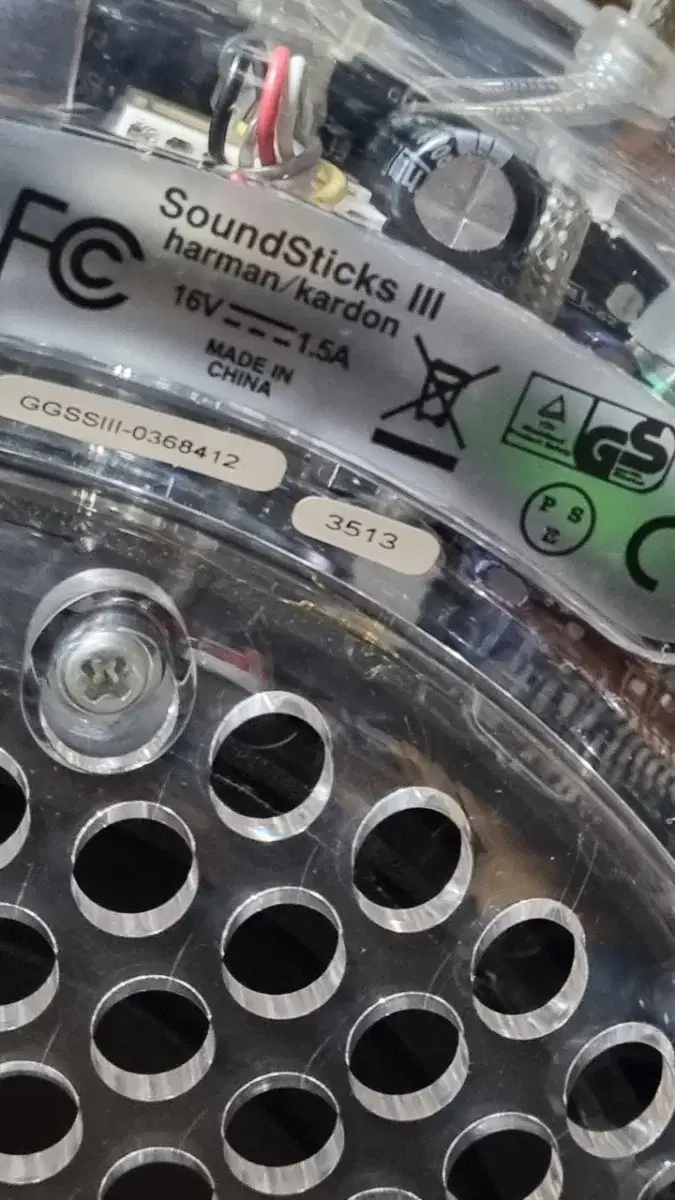 FC
SoundSticks III
harman/kardon
16V 1.5A
MADE IN
CHINA
GS
P S
E
GGSSIII-0368412
3513